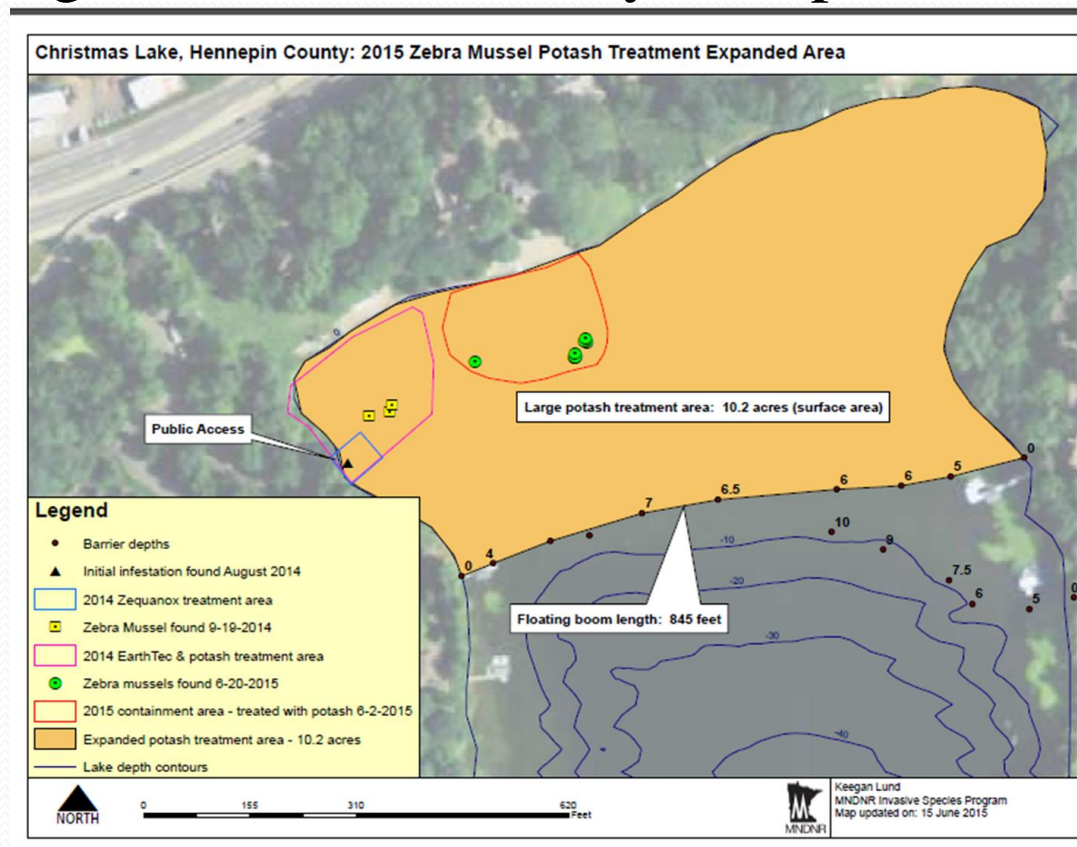 Christmas Lake, Hennepin County: 2015 Zebra Mussel Potash Treatment Expanded Area
0
Large potash treatment area: 10.2 acres (surface area)
Public Access
0
5
6
6
6.5
7
4
0
10
9
7.5
6
5
0
-10
-20
-30
-40
Floating boom length: 845 feet
Legend
Barrier depths
Initial infestation found August 2014
2014 Zequanox treatment area
Zebra Mussel found 9-19-2014
2014 EarthTec & potash treatment area
Zebra mussels found 6-20-2015
2015 containment area - treated with potash 6-2-2015
Expanded potash treatment area - 10.2 acres
Lake depth contours
NORTH
0 155 310 620
Feet
MNDNR
Keegan Lund
MNDNR Invasive Species Program
Map updated on: 15 June 2015